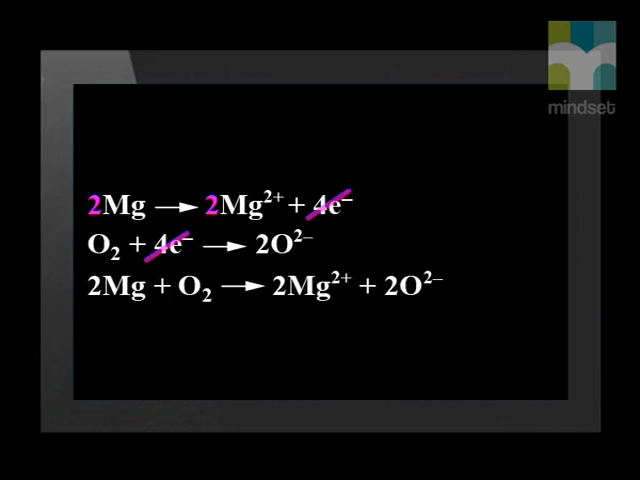 mindset
2Mg → 2Mg²⁺ + 4e⁻
O₂ + 4e⁻ → 2O²⁻
2Mg + O₂ → 2Mg²⁺ + 2O²⁻